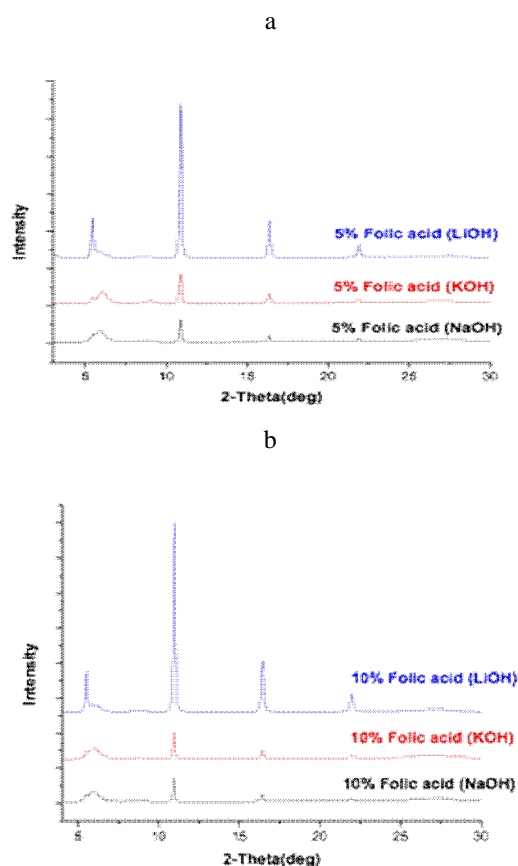 a
Intensity
5% Folic acid (LiOH)
5% Folic acid (KOH)
5% Folic acid (NaOH)
5 10 15 20 25 30
2-Theta(deg)
b
Intensity
10% Folic acid (LiOH)
10% Folic acid (KOH)
10% Folic acid (NaOH)
5 10 15 20 25 30
2-Theta(deg)